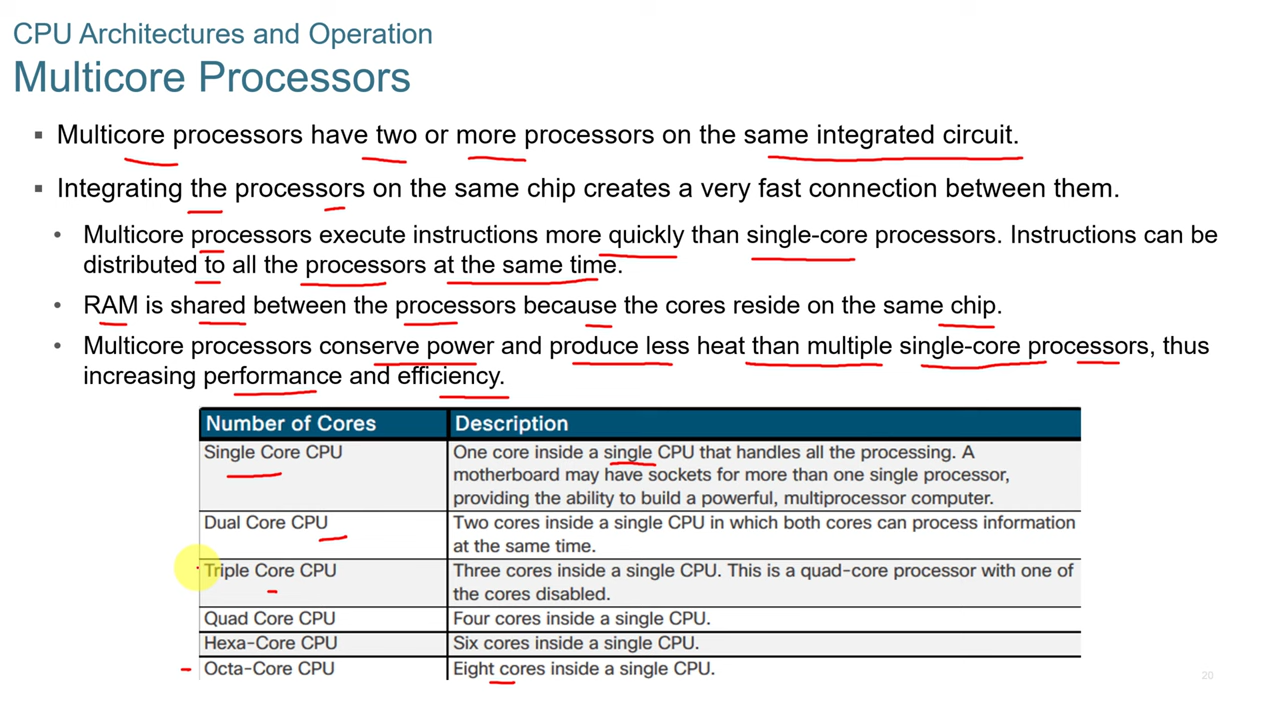 CPU Architectures and Operation
Multicore Processors
▪ Multicore processors have two or more processors on the same integrated circuit.
▪ Integrating the processors on the same chip creates a very fast connection between them.
• Multicore processors execute instructions more quickly than single-core processors. Instructions can be
distributed to all the processors at the same time.
• RAM is shared between the processors because the cores reside on the same chip.
• Multicore processors conserve power and produce less heat than multiple single-core processors, thus
increasing performance and efficiency.
Number of Cores Description
Single Core CPU One core inside a single CPU that handles all the processing. A
motherboard may have sockets for more than one single processor,
providing the ability to build a powerful, multiprocessor computer.
Dual Core CPU Two cores inside a single CPU in which both cores can process information
at the same time.
Triple Core CPU Three cores inside a single CPU. This is a quad-core processor with one of
the cores disabled.
Quad Core CPU Four cores inside a single CPU.
Hexa-Core CPU Six cores inside a single CPU.
Octa-Core CPU Eight cores inside a single CPU.
20